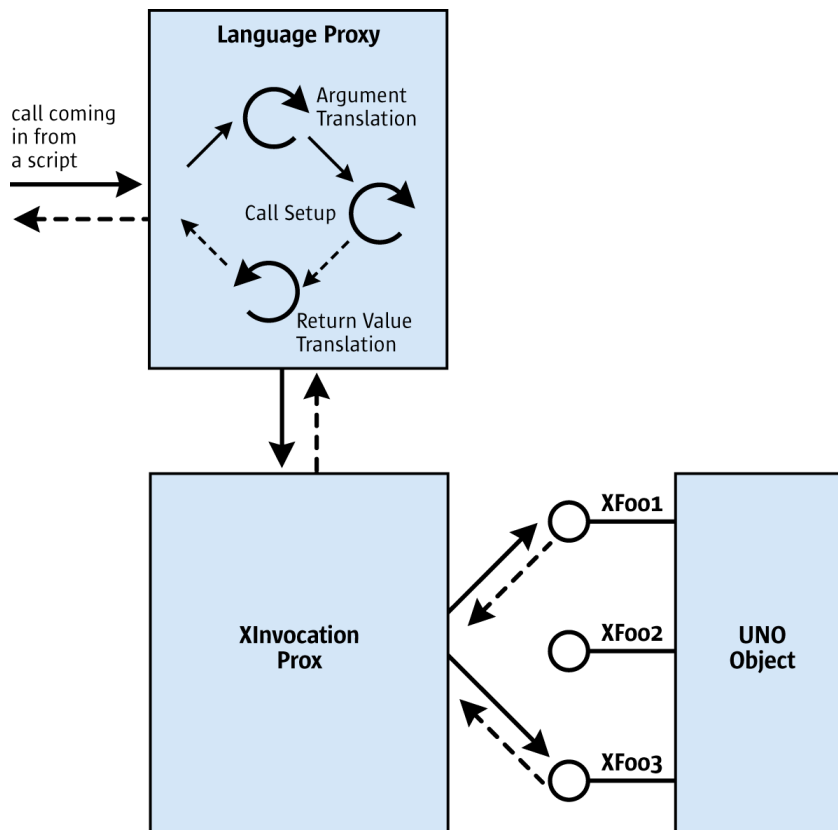 Language Proxy
call coming
in from
a script
Argument
Translation
Call Setup
Return Value
Translation
XInvocation
Prox
XFoo1
XFoo2
XFoo3
UNO
Object